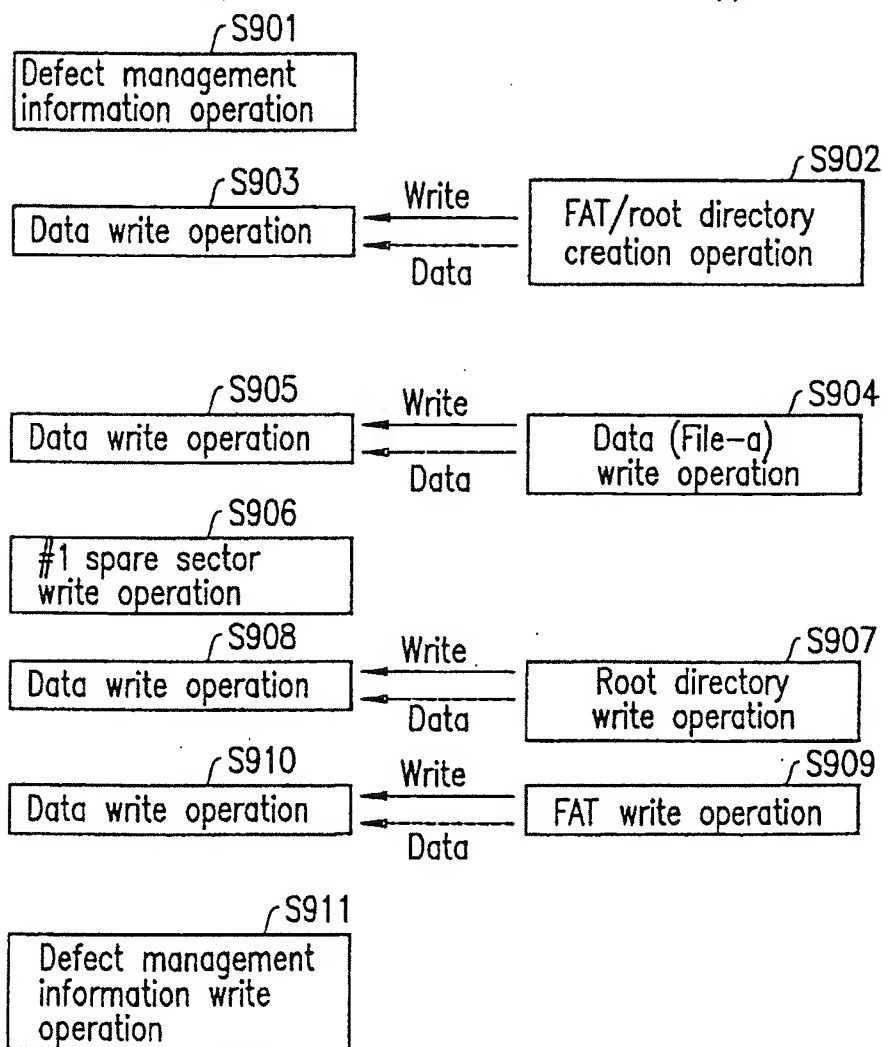 S901
Defect management
information operation
S902
S903
Write
FAT/root directory
creation operation
Data write operation
Data
S905
S904
Write
Data write operation
Data (File-a)
write operation
Data
S906
#1 spare sector
write operation
S908
S907
Write
Data write operation
Root directory
write operation
Data
S910
S909
Write
Data write operation
FAT write operation
Data
S911
Defect management
information write
operation